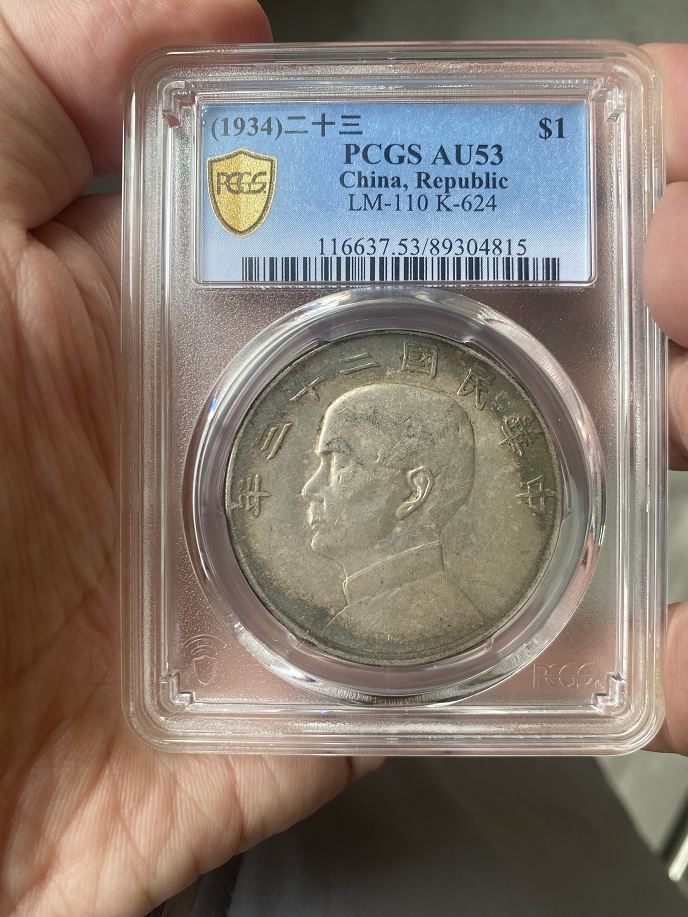 (1934)二十三 $1
PCGS AU53
PCGS
China, Republic
LM-110 K-624
116637.53/89304815
中華民國二十三年
PCGS